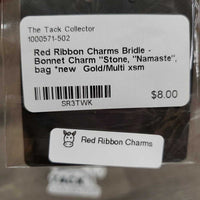 The Tack Collector
1000571-502
Red Ribbon Charms Bridle -
Bonnet Charm "Stone, "Namaste",
bag *new Gold/Multi xsm
SR3TWK
$8.00
Red Ribbon Charms
TACK